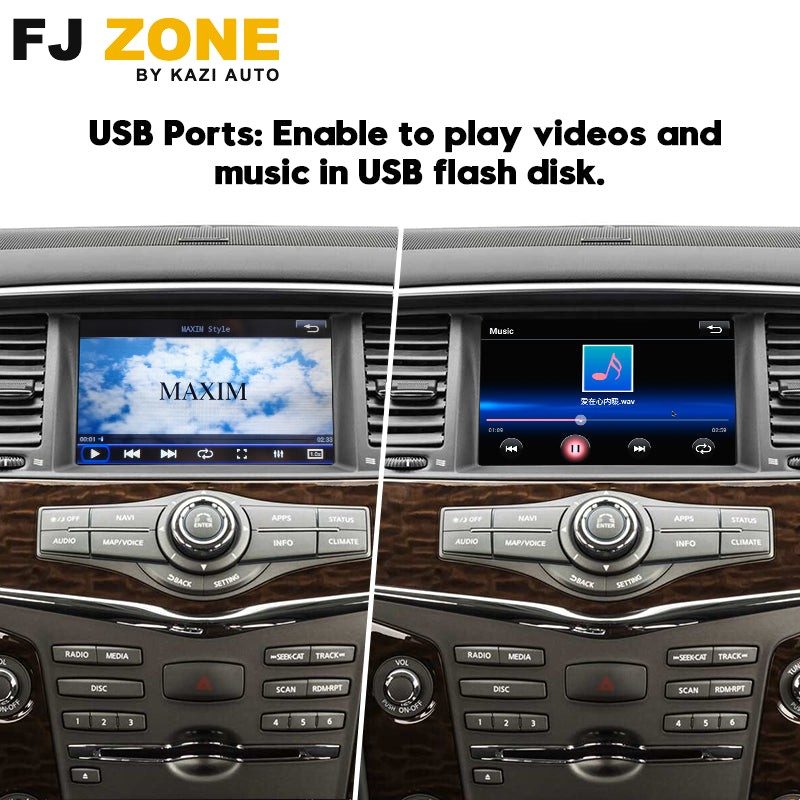 FJ ZONE
BY KAZI AUTO
USB Ports: Enable to play videos and
music in USB flash disk.
MAXIM Style
MAXIM
00:01
02:33
1.0x
OFF
NAVI
ENTER
APPS
STATUS
AUDIO
MAP/VOICE
INFO
CLIMATE
BACK
SETTING
RADIO
MEDIA
SEEK·CAT
TRACK
VOL
DISC
SCAN
RDM·RPT
PUSH
ON·OFF
1
2
3
4
5
6
Music
爱在心内暖.wav
01:09
02:59
OFF
NAVI
ENTER
APPS
STATUS
AUDIO
MAP/VOICE
INFO
CLIMATE
BACK
SETTING
VOL
RADIO
MEDIA
SEEK·CAT
TRACK
DISC
SCAN
RDM·RPT
PUSH
ON·OFF
1
2
3
4
5
6